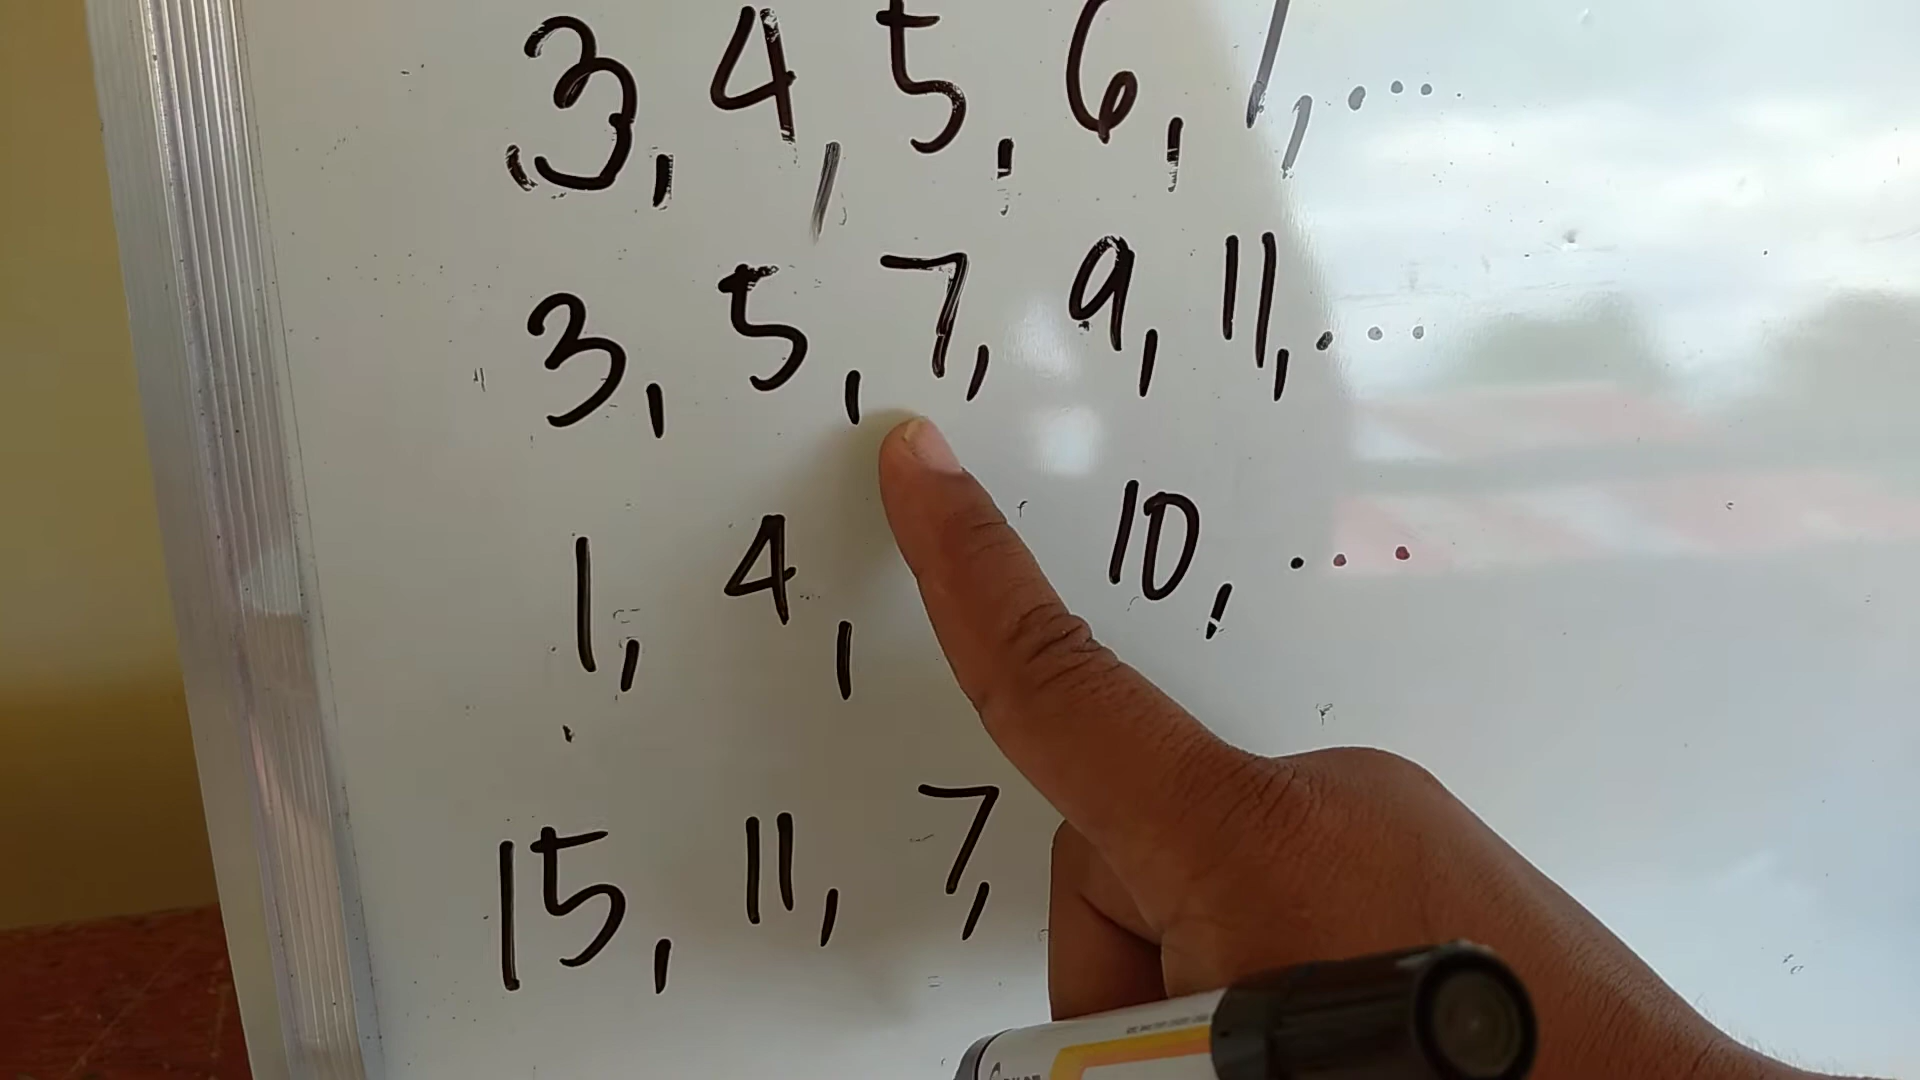 3, 4, 5, 6, 7, ...
3, 5, 7, 9, 11, ...
1, 4, 10, ...
15, 11, 7,